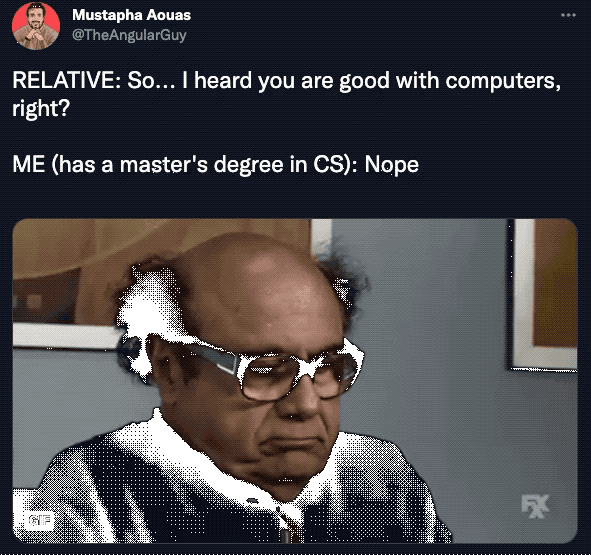 Mustapha Aouas
@TheAngularGuy
RELATIVE: So... I heard you are good with computers,
right?
ME (has a master's degree in CS): Nope
GIF
FX